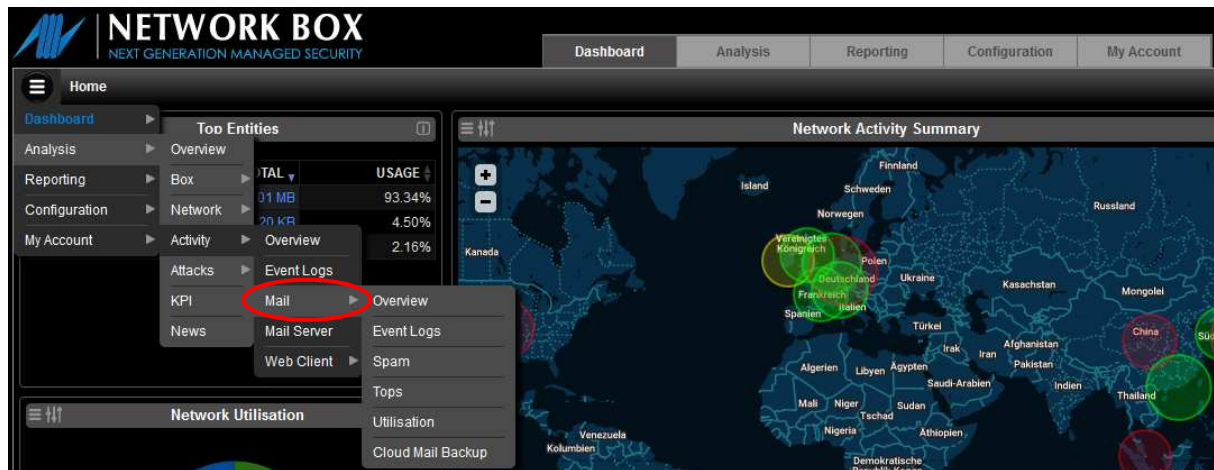 NETWORK BOX
NEXT GENERATION MANAGED SECURITY
Dashboard
Analysis
Reporting
Configuration
My Account
Home
Dashboard
Analysis
Reporting
Configuration
My Account
Top Entities
Overview
Box
Network
Activity
Attacks
KPI
News
USAGE
01 MB
93.34%
20 KB
4.50%
2.16%
Overview
Event Logs
Mail
Mail Server
Web Client
Overview
Event Logs
Spam
Tops
Utilisation
Cloud Mail Backup
Network Utilisation
Network Activity Summary
+
−
Finnland
Island
Schweden
Norwegen
Russland
Vereinigtes
Königreich
Kanada
Polen
Deutschland
Ukraine
Kasachstan
Mongolei
Frankreich
Italien
Spanien
Türkei
China
Afghanistan
Irak
Iran
Pakistan
Algerien
Libyen
Ägypten
Saudi-Arabien
Indien
Thailand
Mali
Niger
Sudan
Tschad
Nigeria
Äthiopien
Venezuela
Kolumbien
Demokratische